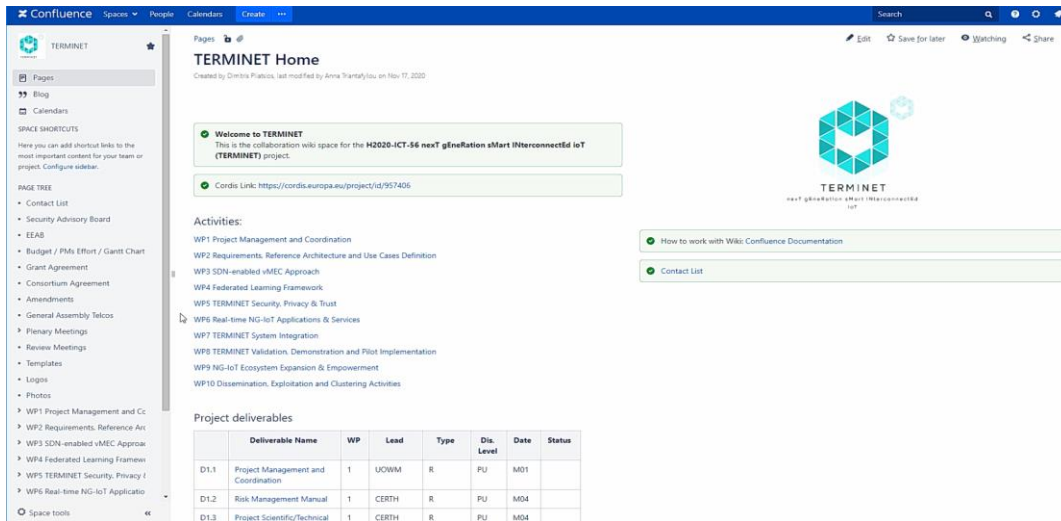 Confluence Spaces People Calendars Create ··· Search
TERMINET
Pages
Blog
Calendars
SPACE SHORTCUTS
Here you can add shortcut links to the
most important content for your team or
project. Configure sidebar.
PAGE TREE
Contact List
Security Advisory Board
EEAB
Budget / PMs Effort / Gantt Chart
Grant Agreement
Consortium Agreement
Amendments
General Assembly Telcos
Plenary Meetings
Review Meetings
Templates
Logos
Photos
WP1 Project Management and Cc
WP2 Requirements, Reference Arc
WP3 SDN-enabled vMEC Approac
WP4 Federated Learning Framewo
WP5 TERMINET Security, Privacy &
WP6 Real-time NG-IoT Applicatio
Space tools
Pages
Edit Save for later Watching Share
TERMINET Home
Created by Dimitris Pliatsios, last modified by Anna Triantafyllou on Nov 17, 2020
Welcome to TERMINET
This is the collaboration wiki space for the H2020-ICT-56 nexT gEneRation sMart INterconnectEd ioT
(TERMINET) project.
Cordis Link: https://cordis.europa.eu/project/id/957406
Activities:
WP1 Project Management and Coordination
WP2 Requirements, Reference Architecture and Use Cases Definition
WP3 SDN-enabled vMEC Approach
WP4 Federated Learning Framework
WP5 TERMINET Security, Privacy & Trust
WP6 Real-time NG-IoT Applications & Services
WP7 TERMINET System Integration
WP8 TERMINET Validation, Demonstration and Pilot Implementation
WP9 NG-IoT Ecosystem Expansion & Empowerment
WP10 Dissemination, Exploitation and Clustering Activities
Project deliverables
Deliverable Name WP Lead Type Dis. Level Date Status
D1.1 Project Management and Coordination 1 UOWM R PU M01
D1.2 Risk Management Manual 1 CERTH R PU M04
D1.3 Project Scientific/Technical 1 CERTH R PU M04
TERMINET
nexT gEneRation sMart INterconnectEd
IoT
How to work with Wiki: Confluence Documentation
Contact List